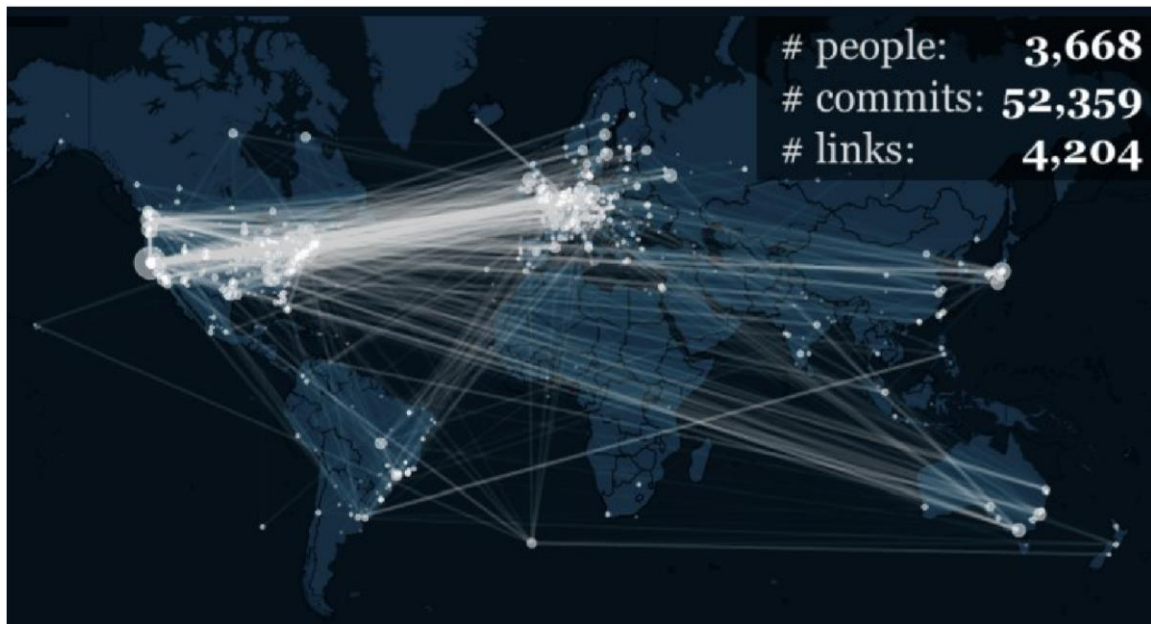 # people: 3,668
# commits: 52,359
# links: 4,204